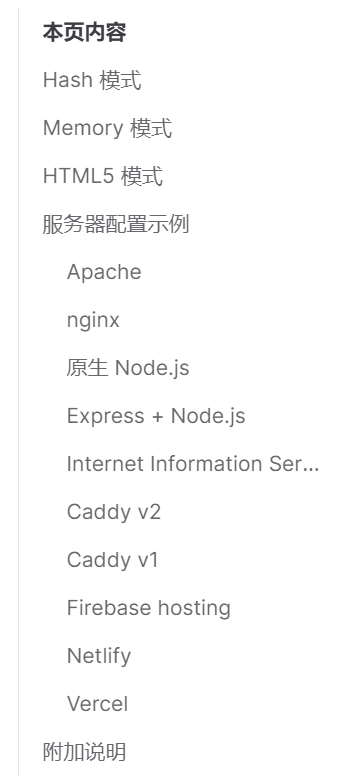 本页内容
Hash 模式
Memory 模式
HTML5 模式
服务器配置示例
Apache
nginx
原生 Node.js
Express + Node.js
Internet Information Ser...
Caddy v2
Caddy v1
Firebase hosting
Netlify
Vercel
附加说明